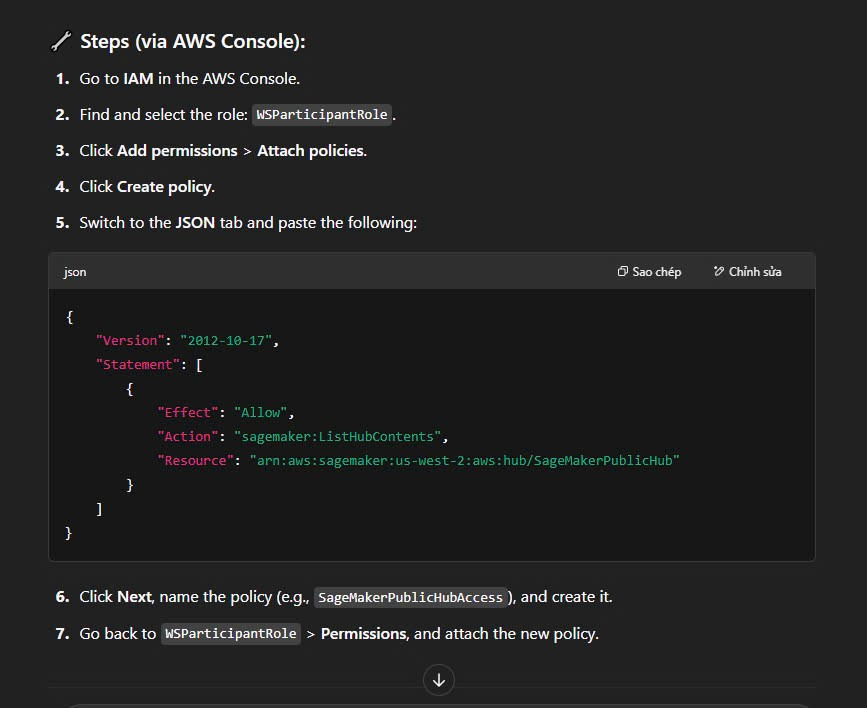 Steps (via AWS Console):
1. Go to IAM in the AWS Console.
2. Find and select the role: WSParticipantRole.
3. Click Add permissions > Attach policies.
4. Click Create policy.
5. Switch to the JSON tab and paste the following:
json Sao chép Chỉnh sửa
{
    "Version": "2012-10-17",
    "Statement": [
        {
            "Effect": "Allow",
            "Action": "sagemaker:ListHubContents",
            "Resource": "arn:aws:sagemaker:us-west-2:aws:hub/SageMakerPublicHub"
        }
    ]
}
6. Click Next, name the policy (e.g., SageMakerPublicHubAccess), and create it.
7. Go back to WSParticipantRole > Permissions, and attach the new policy.